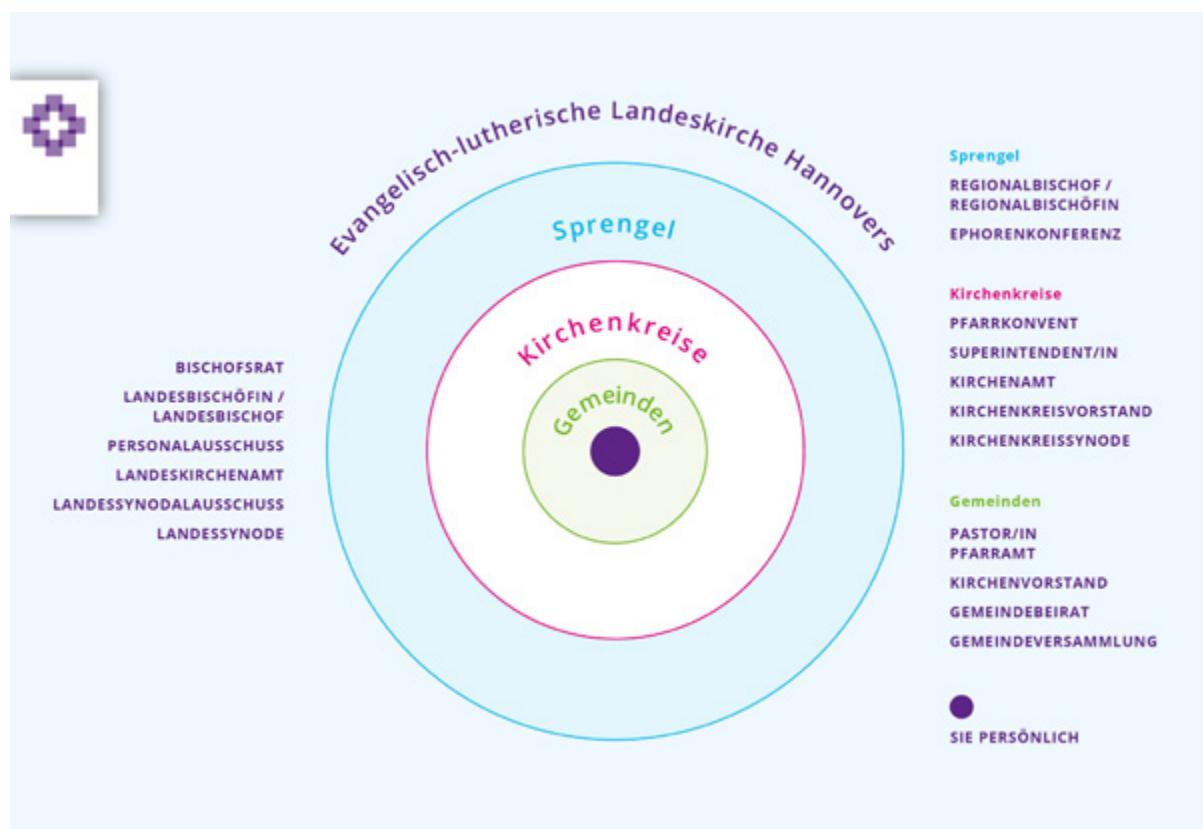 Evangelisch-lutherische Landeskirche Hannovers
Sprengel
Kirchenkreise
Gemeinden
BISCHOFSRAT
LANDESBISCHÖFIN /
LANDESBISCHOF
PERSONALAUSSCHUSS
LANDESKIRCHENAMT
LANDESSYNODALAUSSCHUSS
LANDESSYNODE
Sprengel
REGIONALBISCHOF /
REGIONALBISCHÖFIN
EPHORENKONFERENZ
Kirchenkreise
PFARRKONVENT
SUPERINTENDENT/IN
KIRCHENAMT
KIRCHENKREISVORSTAND
KIRCHENKREISSYNODE
Gemeinden
PASTOR/IN
PFARRAMT
KIRCHENVORSTAND
GEMEINDEBEIRAT
GEMEINDEVERSAMMLUNG
SIE PERSÖNLICH